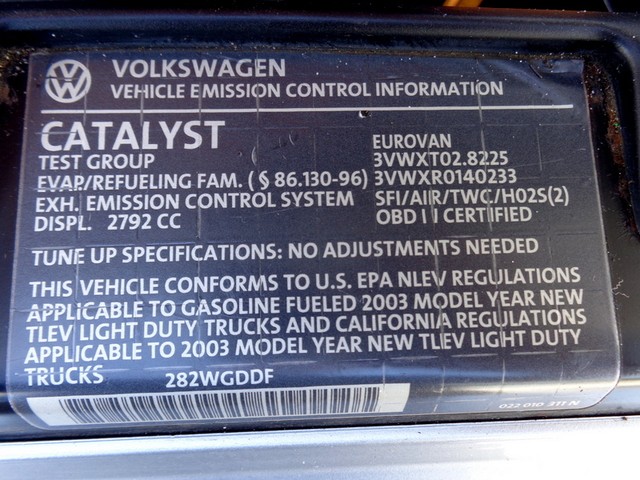 VOLKSWAGEN
VEHICLE EMISSION CONTROL INFORMATION
CATALYST EUROVAN
TEST GROUP 3VWXT02.8225
EVAP/REFUELING FAM. ( § 86.130-96) 3VWXR0140233
EXH. EMISSION CONTROL SYSTEM SFI/AIR/TWC/H02S(2)
DISPL. 2792 CC OBD I I CERTIFIED
TUNE UP SPECIFICATIONS: NO ADJUSTMENTS NEEDED
THIS VEHICLE CONFORMS TO U.S. EPA NLEV REGULATIONS
APPLICABLE TO GASOLINE FUELED 2003 MODEL YEAR NEW
TLEV LIGHT DUTY TRUCKS AND CALIFORNIA REGULATIONS
APPLICABLE TO 2003 MODEL YEAR NEW TLEV LIGHT DUTY
TRUCKS 282WGDDF
022 010 311 N